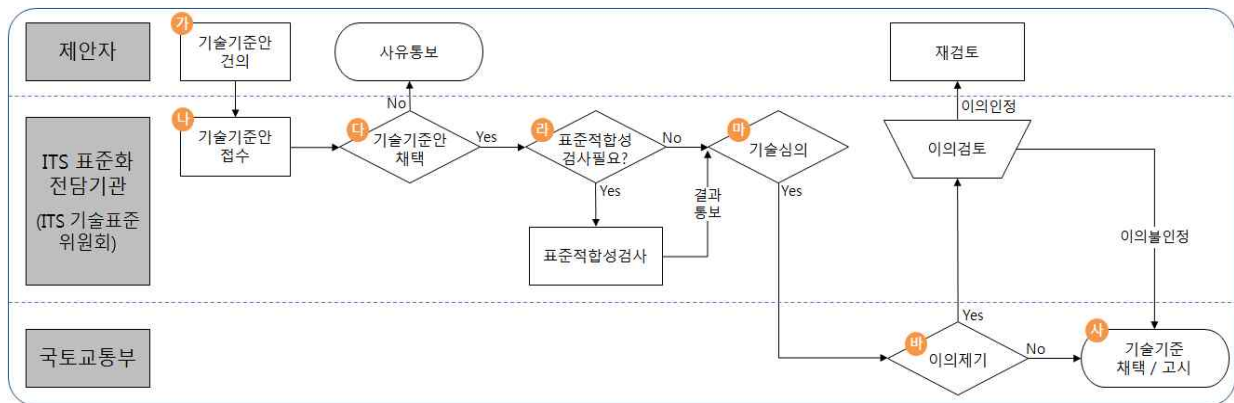 제안자
가
기술기준안
건의
사유통보
재검토
No
이의인정
ITS 표준화
전담기관
(ITS 기술표준
위원회)
나
기술기준안
접수
다
기술기준안
채택
Yes
라
표준적합성
검사필요?
No
Yes
표준적합성검사
결과
통보
마
기술심의
Yes
이의검토
이의불인정
국토교통부
바
이의제기
Yes
No
사
기술기준
채택 / 고시